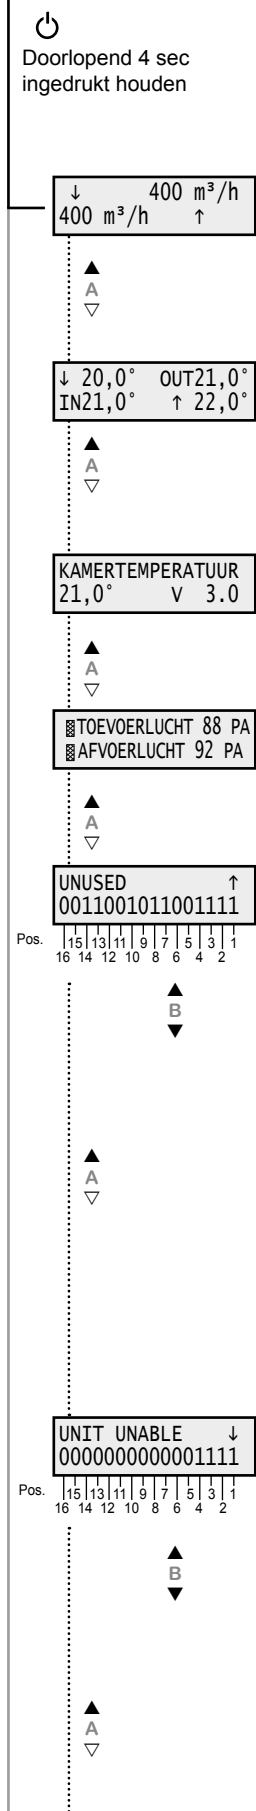 Doorlopend 4 sec
ingedrukt houden
↓ 400 m³/h
400 m³/h ↑
▲
A
▽
↓ 20,0° OUT21,0°
IN21,0° ↑ 22,0°
▲
A
▽
KAMERTEMPERATUUR
21,0° V 3.0
▲
A
▽
TOEVOERLUCHT 88 PA
AFVOERLUCHT 92 PA
▲
A
▽
UNUSED ↑
0011001011001111
Pos. 15 13 11 9 7 5 3 1
16 14 12 10 8 6 4 2
▲
B
▼
▲
A
▽
UNIT UNABLE ↓
0000000000001111
Pos. 15 13 11 9 7 5 3 1
16 14 12 10 8 6 4 2
▲
B
▼
▲
A
▽